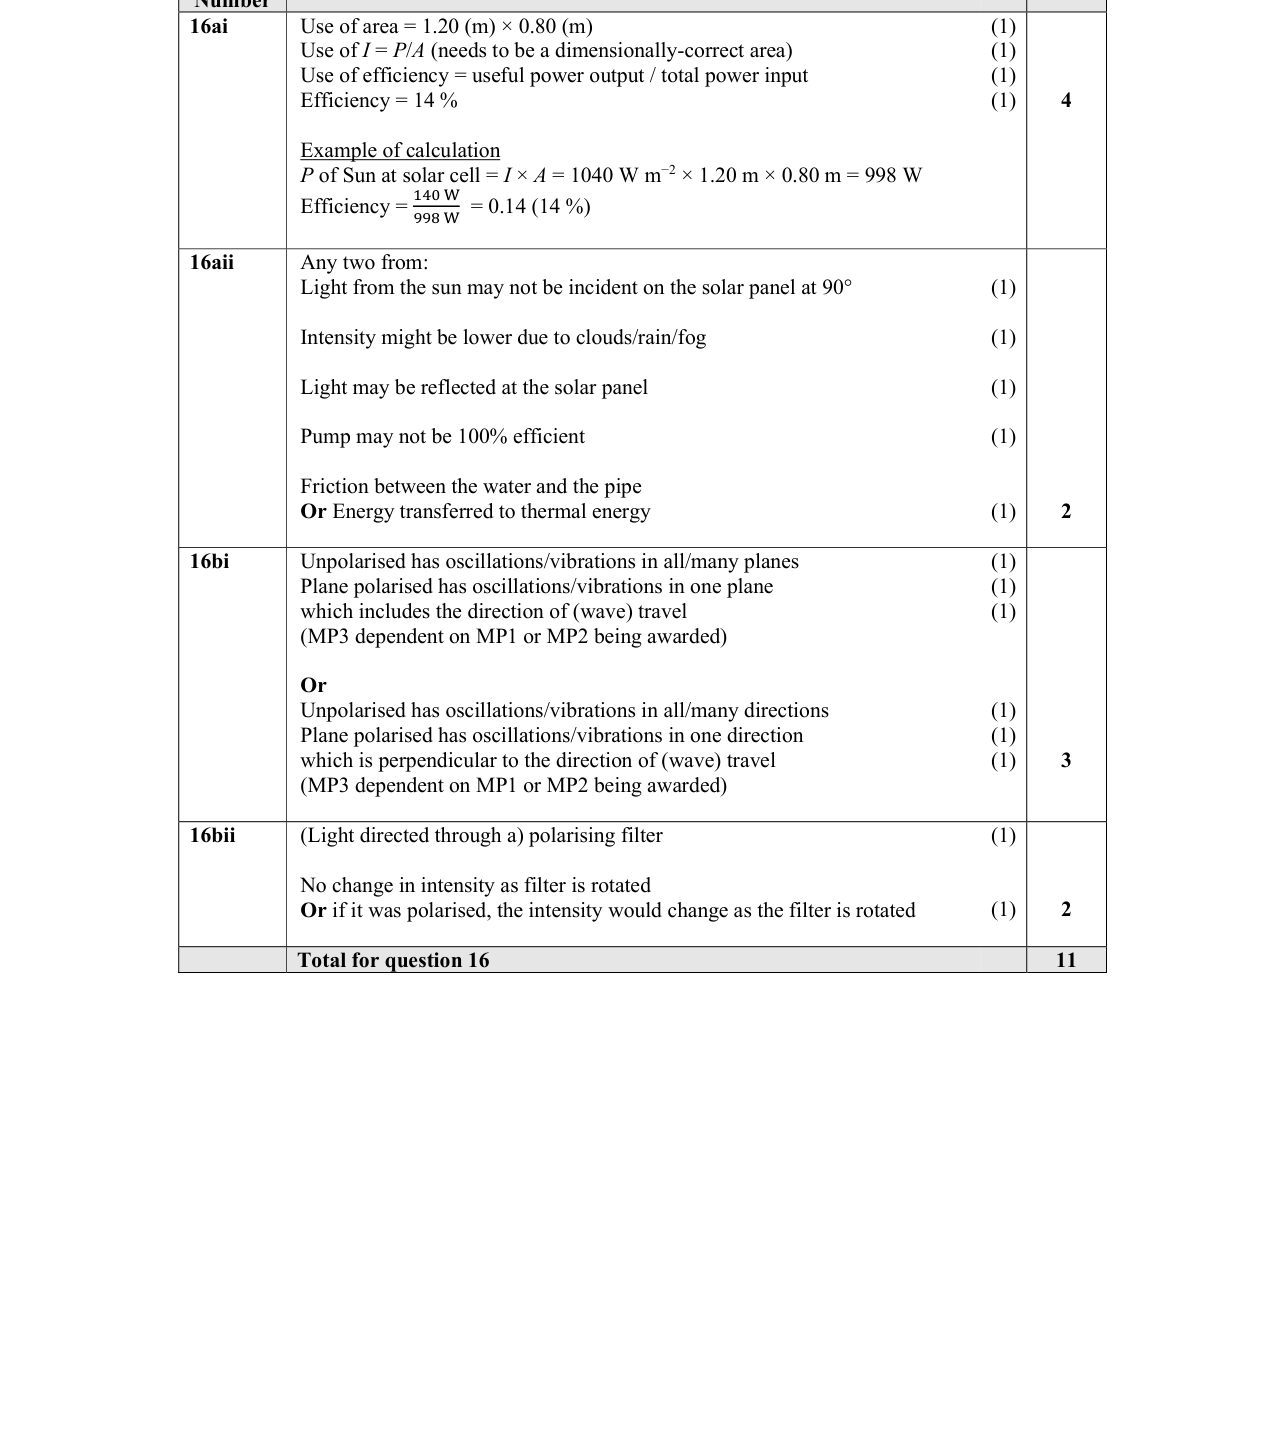 Number
16ai Use of area = 1.20 (m) × 0.80 (m) (1)
Use of I = P/A (needs to be a dimensionally-correct area) (1)
Use of efficiency = useful power output / total power input (1)
Efficiency = 14 % (1) 4
Example of calculation
P of Sun at solar cell = I × A = 1040 W m⁻² × 1.20 m × 0.80 m = 998 W
Efficiency = 140 W / 998 W = 0.14 (14 %)
16aii Any two from:
Light from the sun may not be incident on the solar panel at 90° (1)
Intensity might be lower due to clouds/rain/fog (1)
Light may be reflected at the solar panel (1)
Pump may not be 100% efficient (1)
Friction between the water and the pipe
Or Energy transferred to thermal energy (1) 2
16bi Unpolarised has oscillations/vibrations in all/many planes (1)
Plane polarised has oscillations/vibrations in one plane (1)
which includes the direction of (wave) travel (1)
(MP3 dependent on MP1 or MP2 being awarded)
Or
Unpolarised has oscillations/vibrations in all/many directions (1)
Plane polarised has oscillations/vibrations in one direction (1)
which is perpendicular to the direction of (wave) travel (1) 3
(MP3 dependent on MP1 or MP2 being awarded)
16bii (Light directed through a) polarising filter (1)
No change in intensity as filter is rotated
Or if it was polarised, the intensity would change as the filter is rotated (1) 2
Total for question 16 11